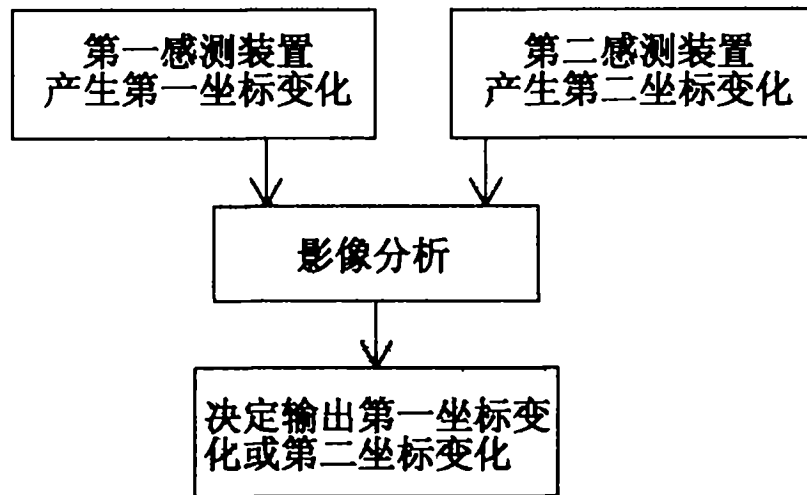 第一感测装置
产生第一坐标变化
第二感测装置
产生第二坐标变化
影像分析
决定输出第一坐标变
化或第二坐标变化